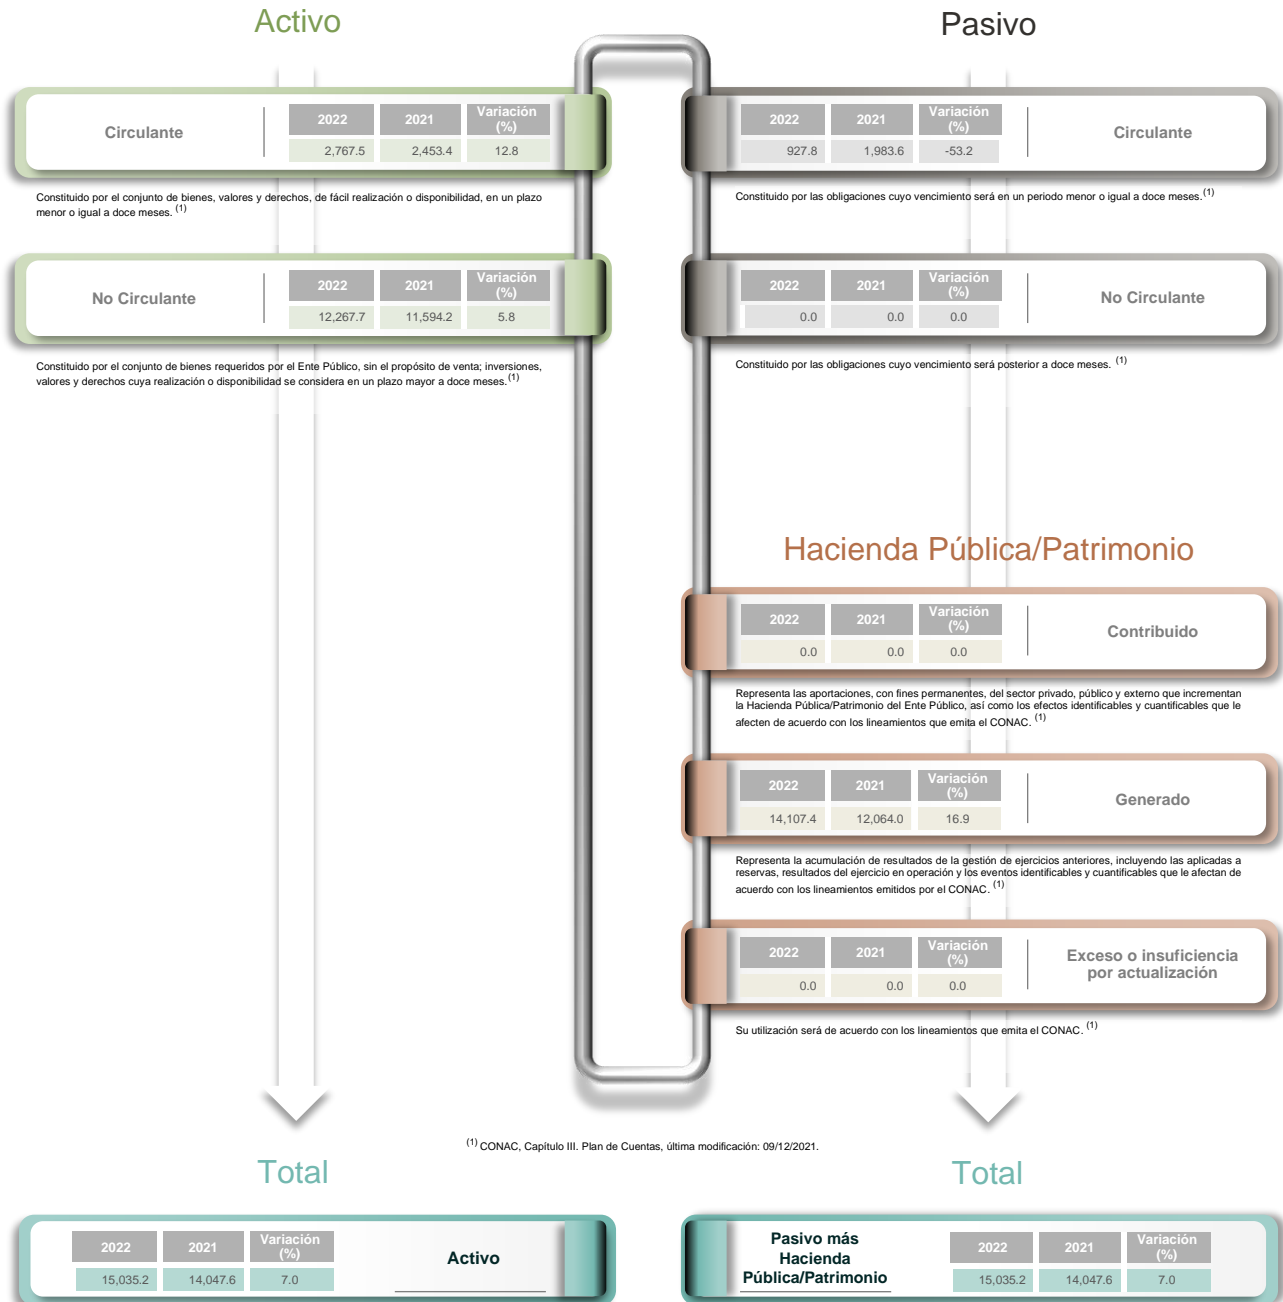 Activo
Circulante
2022 2021 Variación (%)
2,767.5 2,453.4 12.8
Constituido por el conjunto de bienes, valores y derechos, de fácil realización o disponibilidad, en un plazo
menor o igual a doce meses. (1)
No Circulante
2022 2021 Variación (%)
12,267.7 11,594.2 5.8
Constituido por el conjunto de bienes requeridos por el Ente Público, sin el propósito de venta; inversiones,
valores y derechos cuya realización o disponibilidad se considera en un plazo mayor a doce meses. (1)
Pasivo
2022 2021 Variación (%)
927.8 1,983.6 -53.2
Circulante
Constituido por las obligaciones cuyo vencimiento será en un periodo menor o igual a doce meses. (1)
2022 2021 Variación (%)
0.0 0.0 0.0
No Circulante
Constituido por las obligaciones cuyo vencimiento será posterior a doce meses. (1)
Hacienda Pública/Patrimonio
2022 2021 Variación (%)
0.0 0.0 0.0
Contribuido
Representa las aportaciones, con fines permanentes, del sector privado, público y externo que incrementan
la Hacienda Pública/Patrimonio del Ente Público, así como los efectos identificables y cuantificables que le
afecten de acuerdo con los lineamientos que emita el CONAC. (1)
2022 2021 Variación (%)
14,107.4 12,064.0 16.9
Generado
Representa la acumulación de resultados de la gestión de ejercicios anteriores, incluyendo las aplicadas a
reservas, resultados del ejercicio en operación y los eventos identificables y cuantificables que le afectan de
acuerdo con los lineamientos emitidos por el CONAC. (1)
2022 2021 Variación (%)
0.0 0.0 0.0
Exceso o insuficiencia
por actualización
Su utilización será de acuerdo con los lineamientos que emita el CONAC. (1)
(1) CONAC, Capítulo III. Plan de Cuentas, última modificación: 09/12/2021.
Total
2022 2021 Variación (%)
15,035.2 14,047.6 7.0
Activo
Total
Pasivo más
Hacienda
Pública/Patrimonio
2022 2021 Variación (%)
15,035.2 14,047.6 7.0